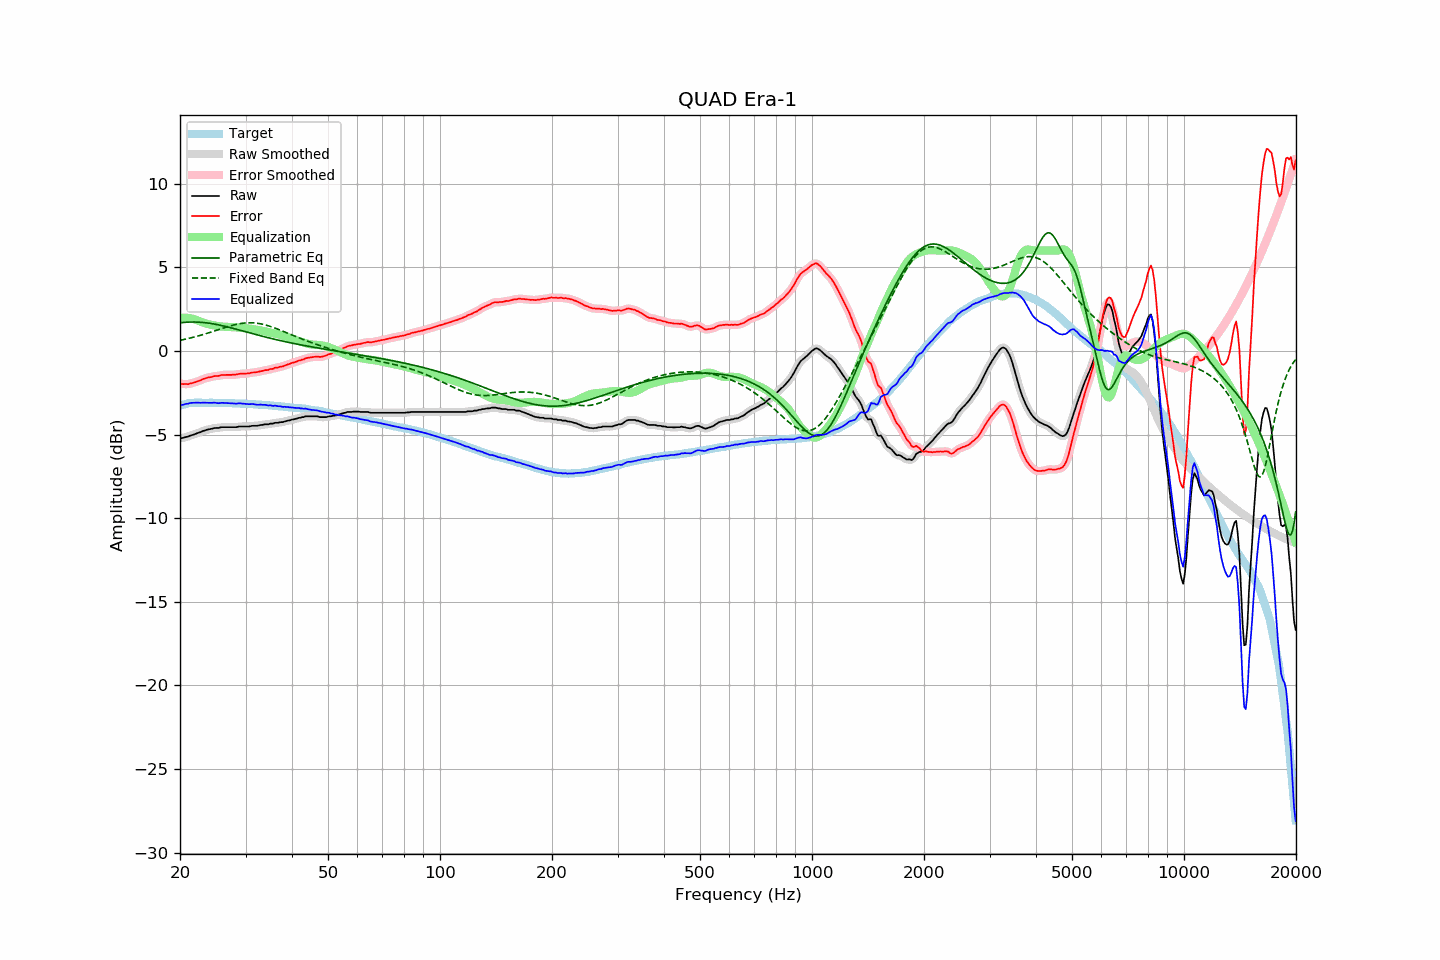 QUAD Era-1
Target
Raw Smoothed
Error Smoothed
Raw
Error
Equalization
Parametric Eq
Fixed Band Eq
Equalized
Amplitude (dBr)
10
5
0
−5
−10
−15
−20
−25
−30
20 50 100 200 500 1000 2000 5000 10000 20000
Frequency (Hz)